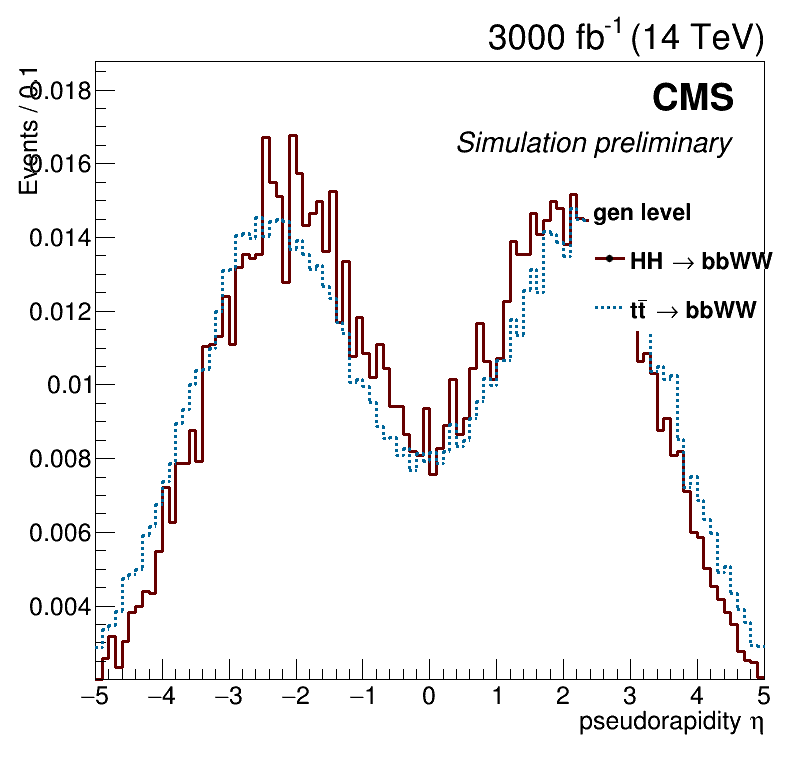 3000 fb-1 (14 TeV)
CMS
Simulation preliminary
gen level
HH → bbWW
tt̄ → bbWW
Events / 0.1
0.018
0.016
0.014
0.012
0.01
0.008
0.006
0.004
−5 −4 −3 −2 −1 0 1 2 3 4 5
pseudorapidity η